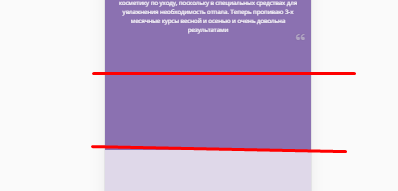 косметику по уходу, поскольку в специальных средствах для
увлажнения необходимость отпала. Теперь пропиваю 3-х
месячные курсы весной и осенью и очень довольна
результатами
“